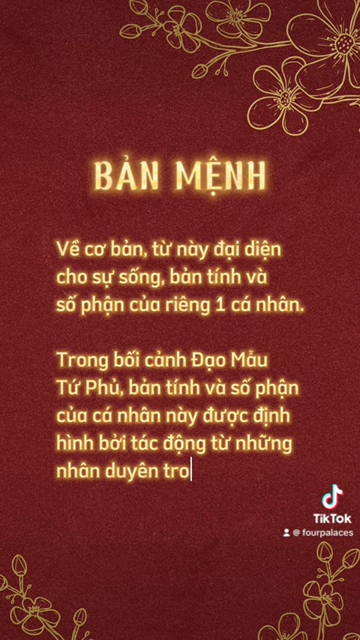 BẢN MỆNH
Về cơ bản, từ này đại diện
cho sự sống, bản tính và
số phận của riêng 1 cá nhân.
Trong bối cảnh Đạo Mẫu
Tứ Phủ, bản tính và số phận
của cá nhân này được định
hình bởi tác động từ những
nhân duyên tro
TikTok
@ fourpalaces